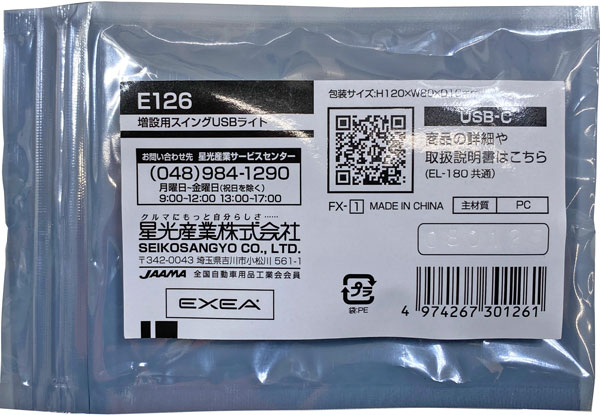 E126
増設用スイングUSBライト
お問い合わせ先 星光産業サービスセンター
(048)984-1290
月曜日~金曜日(祝日を除く)
9:00-12:00 13:00-17:00
クルマにもっと自分らしさ……
星光産業株式会社
SEIKOSANGYO CO., LTD.
〒342-0043 埼玉県吉川市小松川 561-1
JAAMA 全国自動車用品工業会会員
EXEA
包装サイズ:H120×W80×D1
USB-C
商品の詳細や
取扱説明書はこちら
(EL-180 共通)
FX-1 MADE IN CHINA
主材質 PC
プラ
袋:PE
4 974267 301261